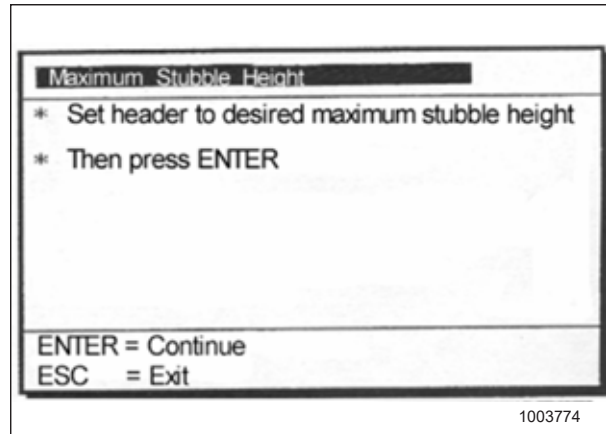 Maximum Stubble Height
* Set header to desired maximum stubble height
* Then press ENTER
ENTER = Continue
ESC = Exit
1003774